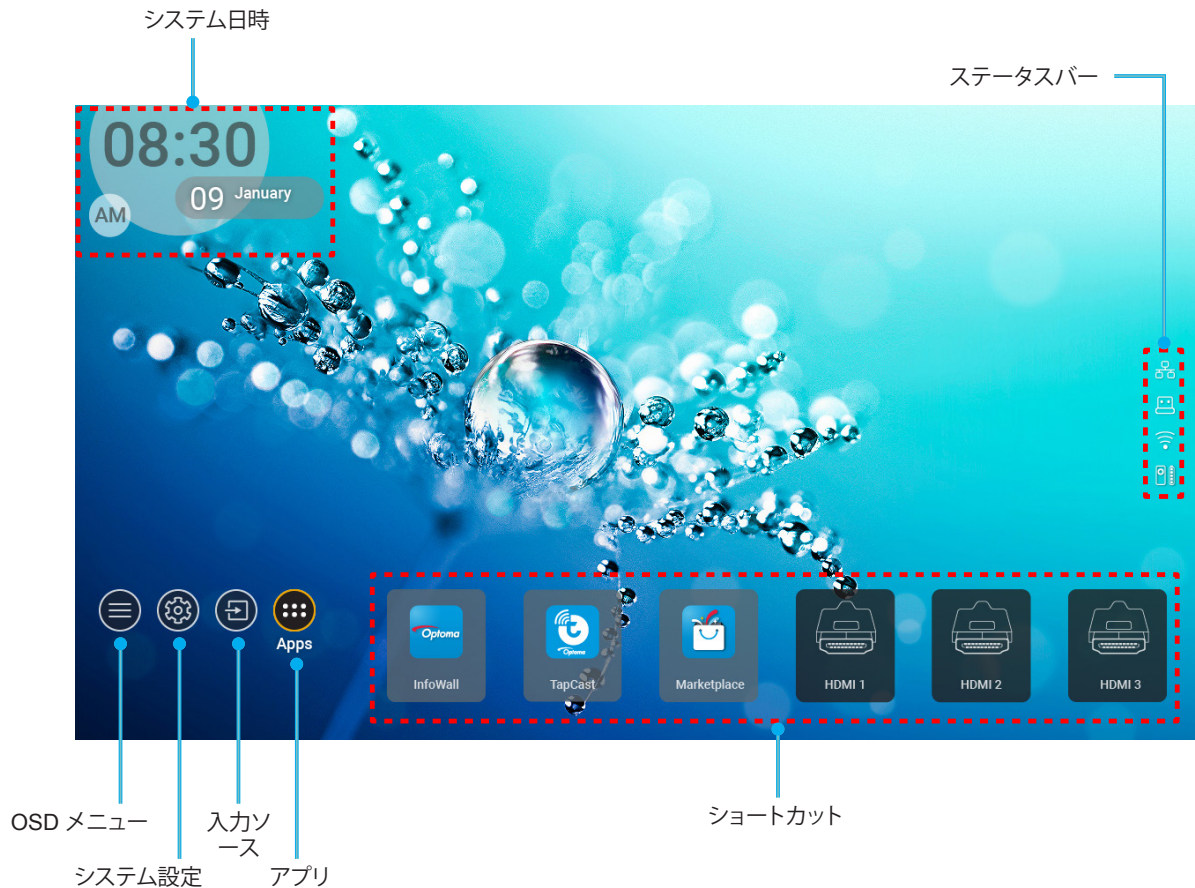 システム日時
ステータスバー
08:30
09 January
AM
Apps
Optoma
Optoma
InfoWall
TapCast
Marketplace
HDMI 1
HDMI 2
HDMI 3
OSD メニュー
入力ソ
ース
ショートカット
システム設定
アプリ